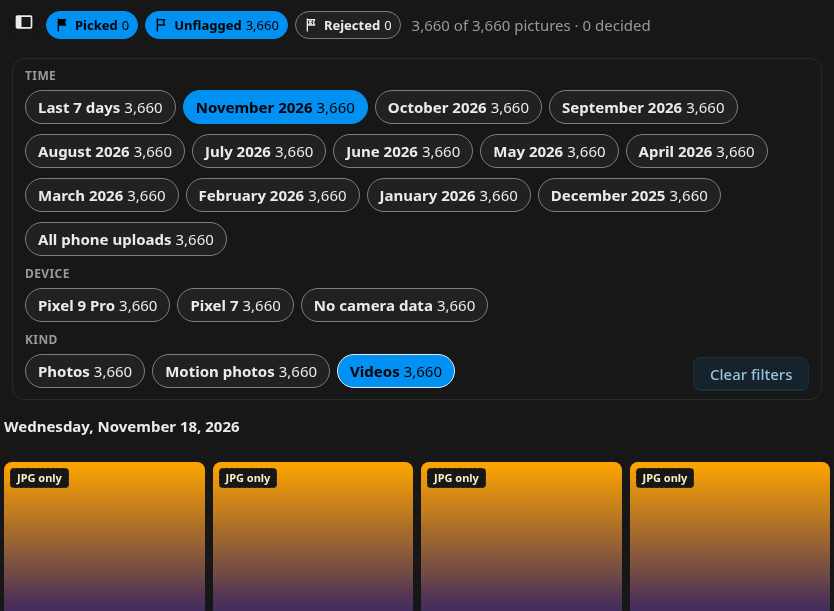 Picked 0 Unflagged 3,660 Rejected 0 3,660 of 3,660 pictures · 0 decided
TIME
Last 7 days 3,660 November 2026 3,660 October 2026 3,660 September 2026 3,660
August 2026 3,660 July 2026 3,660 June 2026 3,660 May 2026 3,660 April 2026 3,660
March 2026 3,660 February 2026 3,660 January 2026 3,660 December 2025 3,660
All phone uploads 3,660
DEVICE
Pixel 9 Pro 3,660 Pixel 7 3,660 No camera data 3,660
KIND
Photos 3,660 Motion photos 3,660 Videos 3,660 Clear filters
Wednesday, November 18, 2026
JPG only JPG only JPG only JPG only